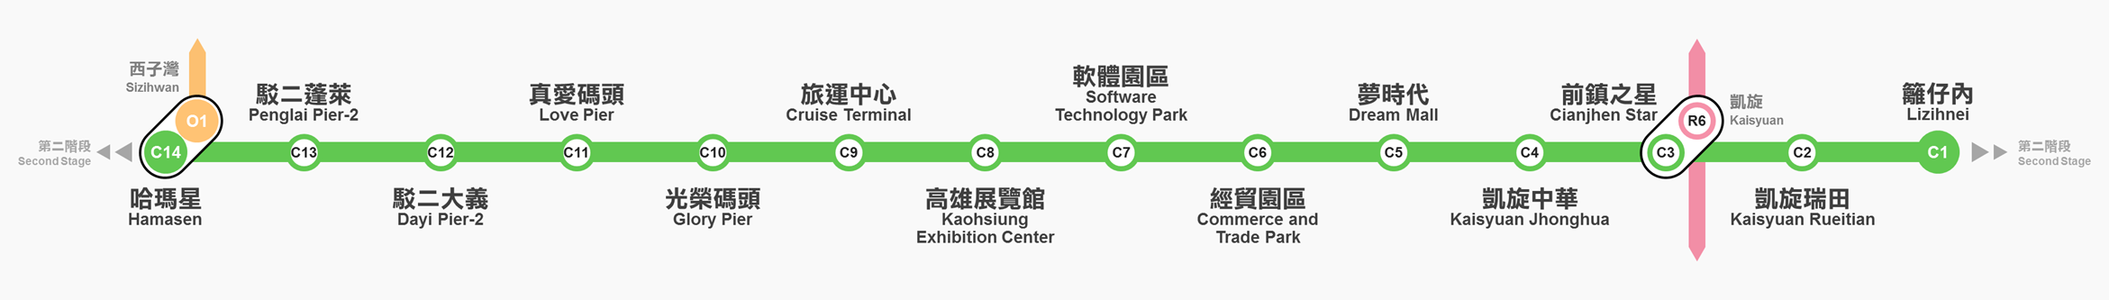 西子灣
Sizihwan
O1
第二階段
Second Stage
C14
哈瑪星
Hamasen
駁二蓬萊
Penglai Pier-2
C13
C12
駁二大義
Dayi Pier-2
真愛碼頭
Love Pier
C11
C10
光榮碼頭
Glory Pier
旅運中心
Cruise Terminal
C9
C8
高雄展覽館
Kaohsiung
Exhibition Center
軟體園區
Software
Technology Park
C7
C6
經貿園區
Commerce and
Trade Park
夢時代
Dream Mall
C5
C4
凱旋中華
Kaisyuan Jhonghua
前鎮之星
Cianjhen Star
C3
R6
凱旋
Kaisyuan
C2
凱旋瑞田
Kaisyuan Rueitian
籬仔內
Lizihnei
C1
第二階段
Second Stage